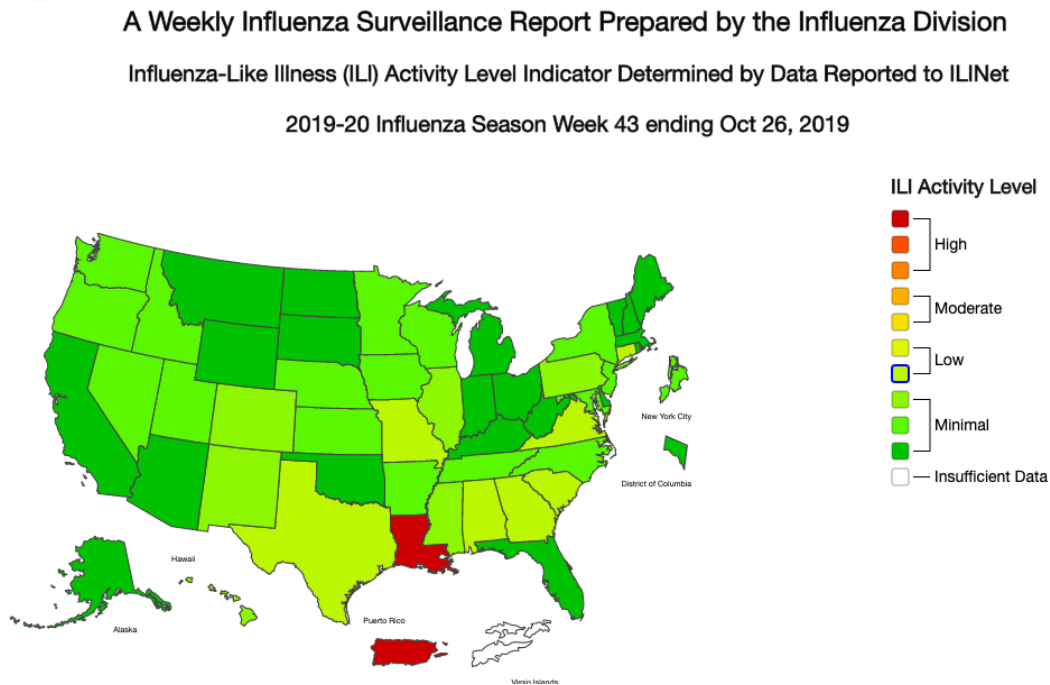 A Weekly Influenza Surveillance Report Prepared by the Influenza Division
Influenza-Like Illness (ILI) Activity Level Indicator Determined by Data Reported to ILINet
2019-20 Influenza Season Week 43 ending Oct 26, 2019
ILI Activity Level
High
Moderate
Low
Minimal
Insufficient Data
New York City
District of Columbia
Hawaii
Alaska
Puerto Rico
Virgin Islands